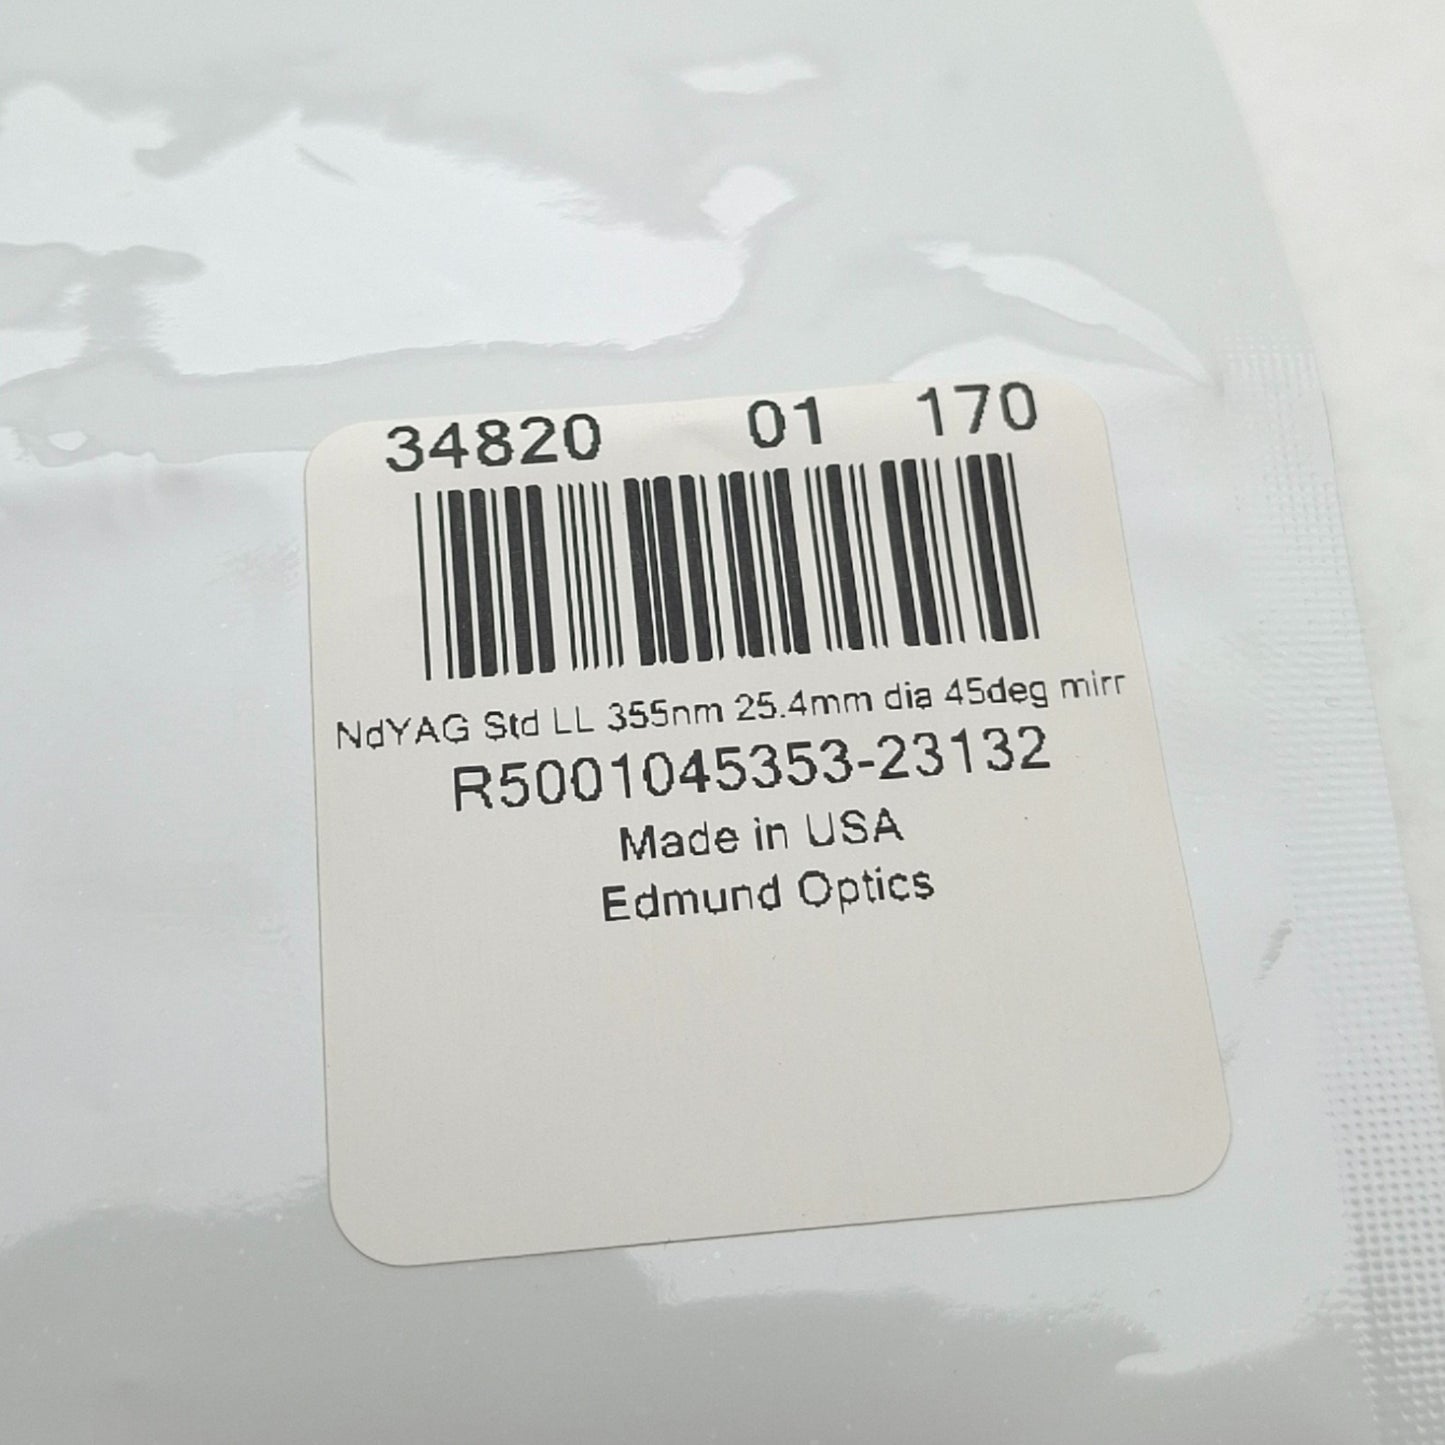 34820 01 170
NdYAG Std LL 355nm 25.4mm dia 45deg mirr
R5001045353-23132
Made in USA
Edmund Optics